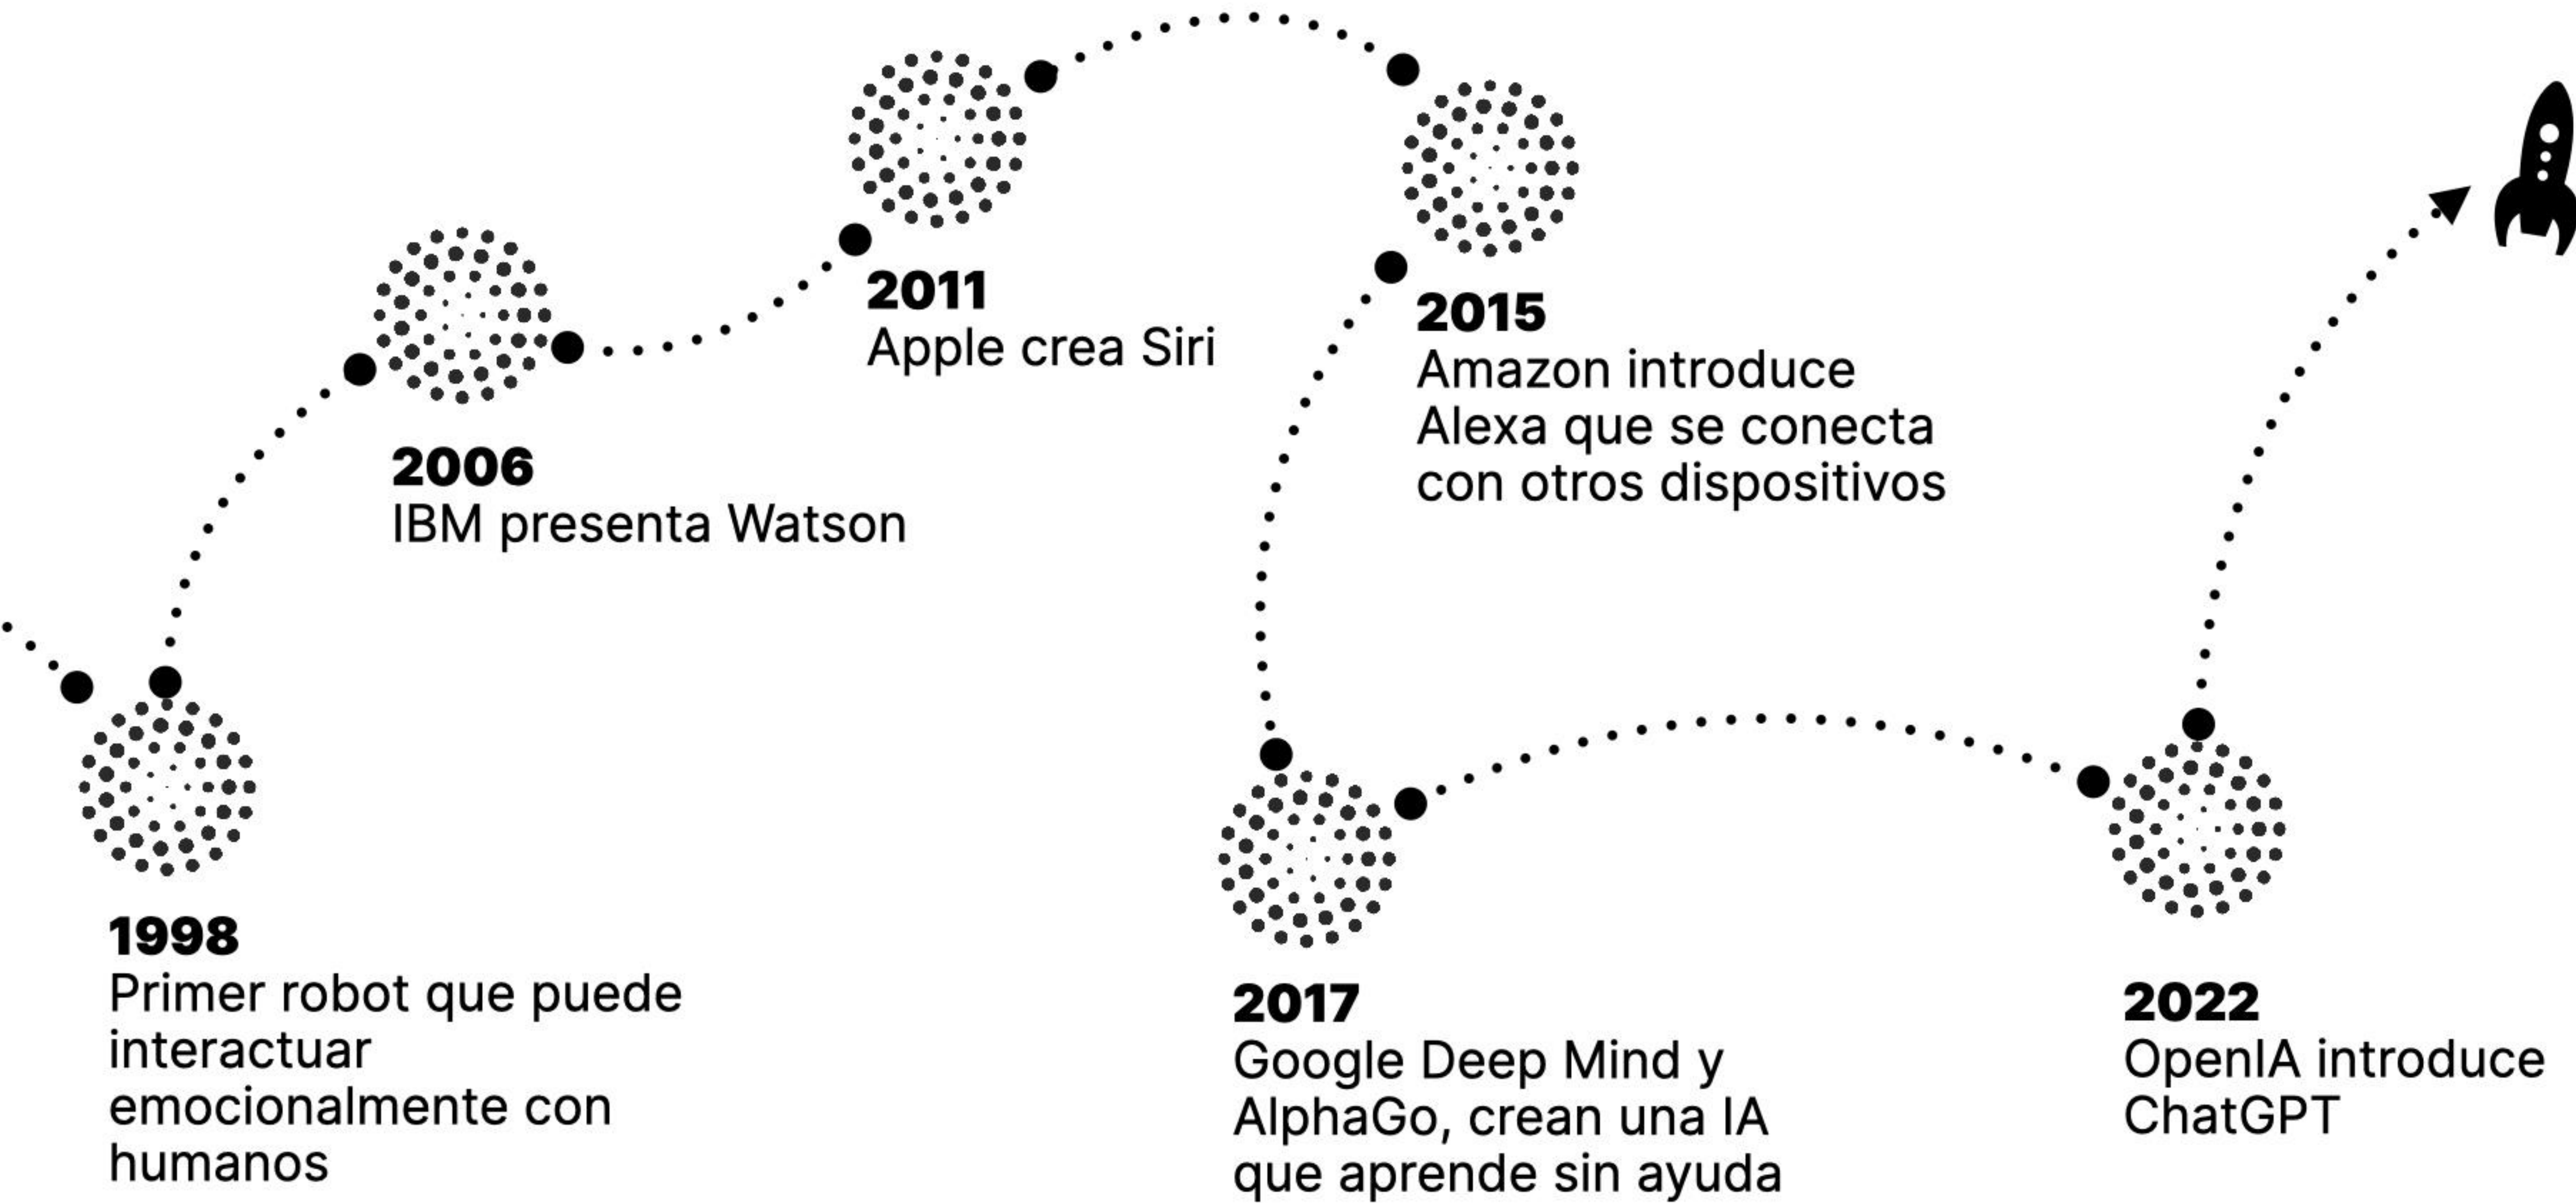 1998
Primer robot que puede
interactuar
emocionalmente con
humanos
2006
IBM presenta Watson
2011
Apple crea Siri
2015
Amazon introduce
Alexa que se conecta
con otros dispositivos
2017
Google Deep Mind y
AlphaGo, crean una IA
que aprende sin ayuda
2022
OpenIA introduce
ChatGPT